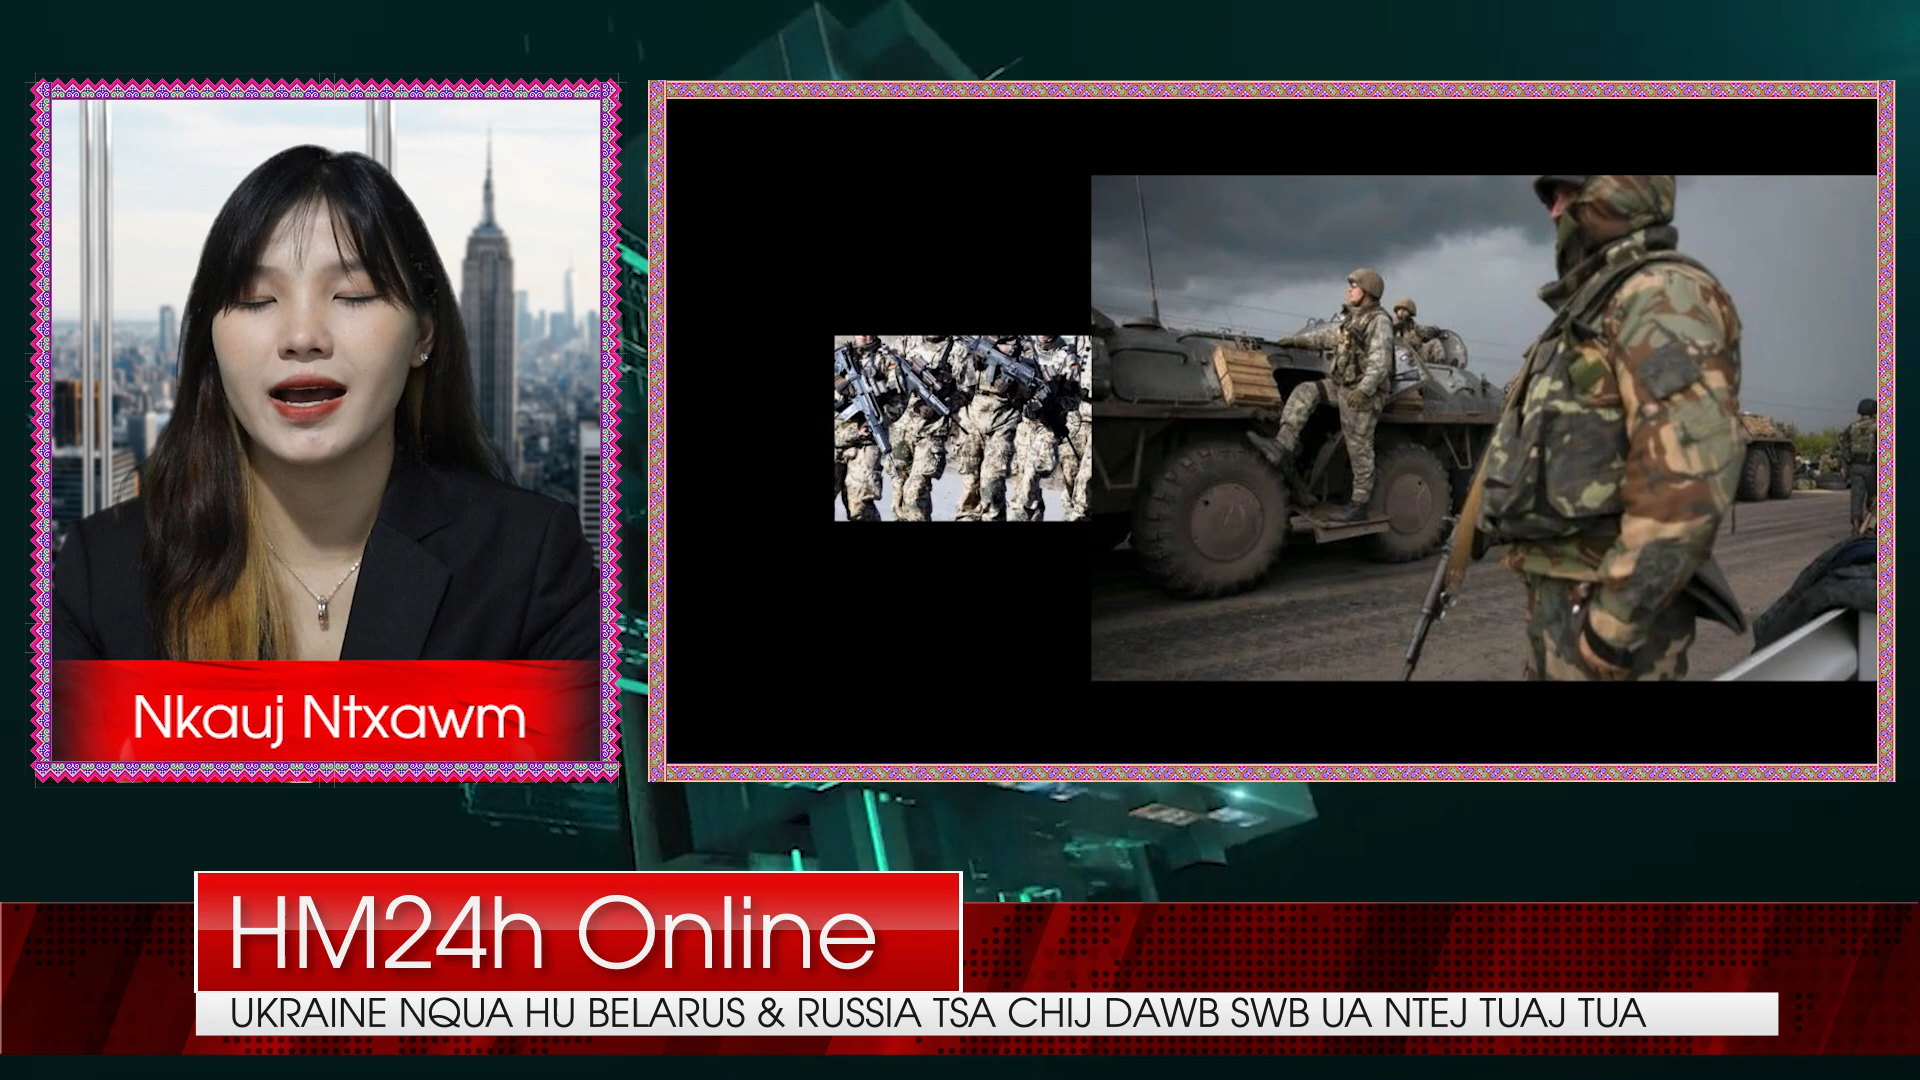 Nkauj Ntxawm
HM24h Online
UKRAINE NQUA HU BELARUS & RUSSIA TSA CHIJ DAWB SWB UA NTEJ TUAJ TUA